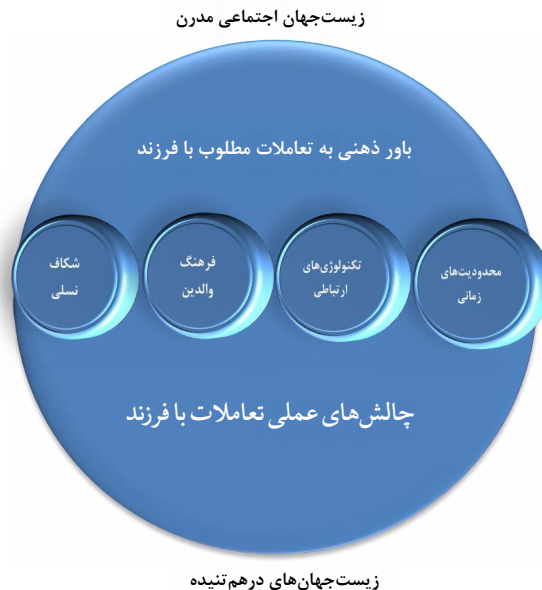 زیست‌جهان اجتماعی مدرن
باور ذهنی به تعاملات مطلوب با فرزند
محدودیت‌های
زمانی
تکنولوژی‌های
ارتباطی
فرهنگ
والدین
شکاف
نسلی
چالش‌های عملی تعاملات با فرزند
زیست‌جهان‌های درهم‌تنیده